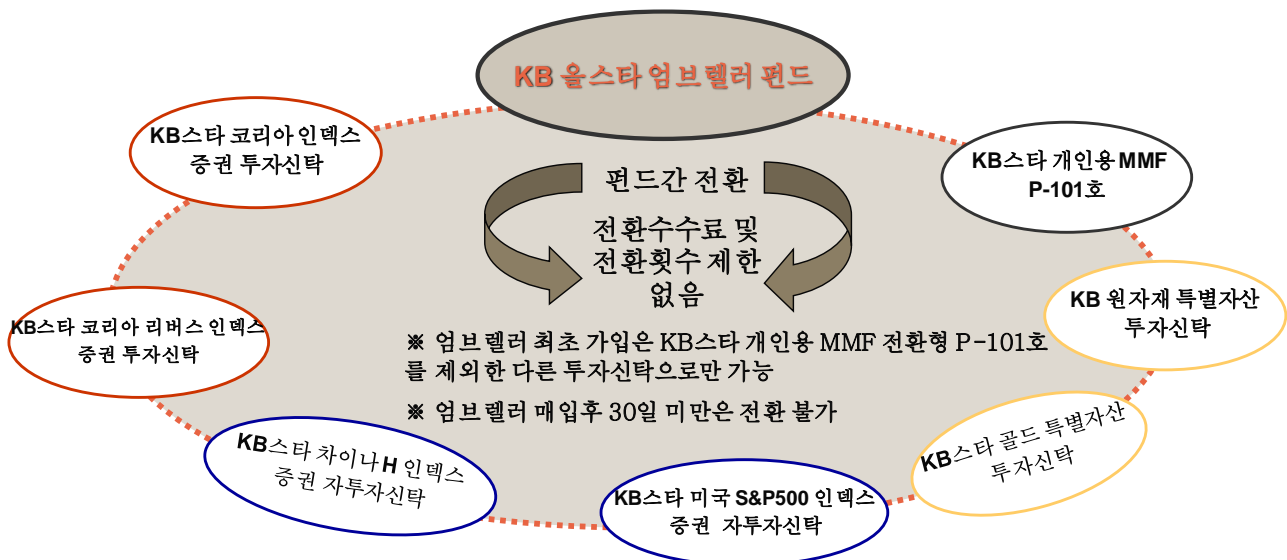 KB 올스타 엄브렐러 펀드
KB스타 코리아 인덱스
증권 투자신탁
KB스타 개인용 MMF
P-101호
펀드간 전환
전환수수료 및
전환횟수 제한
없음
KB 원자재 특별자산
투자신탁
KB스타 코리아 리버스 인덱스
증권 투자신탁
※ 엄브렐러 최초 가입은 KB스타 개인용 MMF 전환형 P-101호
를 제외한 다른 투자신탁으로만 가능
※ 엄브렐러 매입후 30일 미만은 전환 불가
KB스타 골드 특별자산
투자신탁
KB스타 차이나 H 인덱스
증권 자투자신탁
KB스타 미국 S&P500 인덱스
증권 자투자신탁